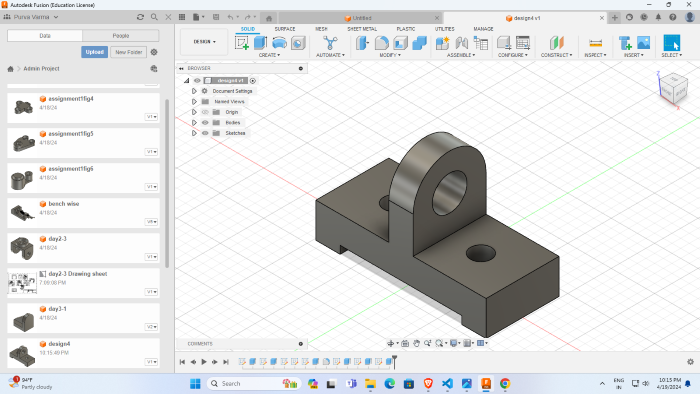 Autodesk Fusion (Education License)
Purva Varma
Untitled
design4 v1
Data
People
Upload
New Folder
Admin Project
assignment1fig4
4/18/24
V1
assignment1fig5
4/18/24
V1
assignment1fig6
4/18/24
V1
bench wise
4/18/24
V5
day2-3
4/18/24
V1
day2-3 Drawing sheet
7:09:08 PM
V1
day3-1
4/18/24
V2
design4
10:15:49 PM
V1
SOLID
SURFACE
MESH
SHEET METAL
PLASTIC
UTILITIES
MANAGE
DESIGN
CREATE
AUTOMATE
MODIFY
ASSEMBLE
CONFIGURE
CONSTRUCT
INSPECT
INSERT
SELECT
BROWSER
design4 v1
Document Settings
Named Views
Origin
Bodies
Sketches
Z
X
COMMENTS
94°F
Partly cloudy
Search
ENG
IN
10:15 PM
4/19/2024